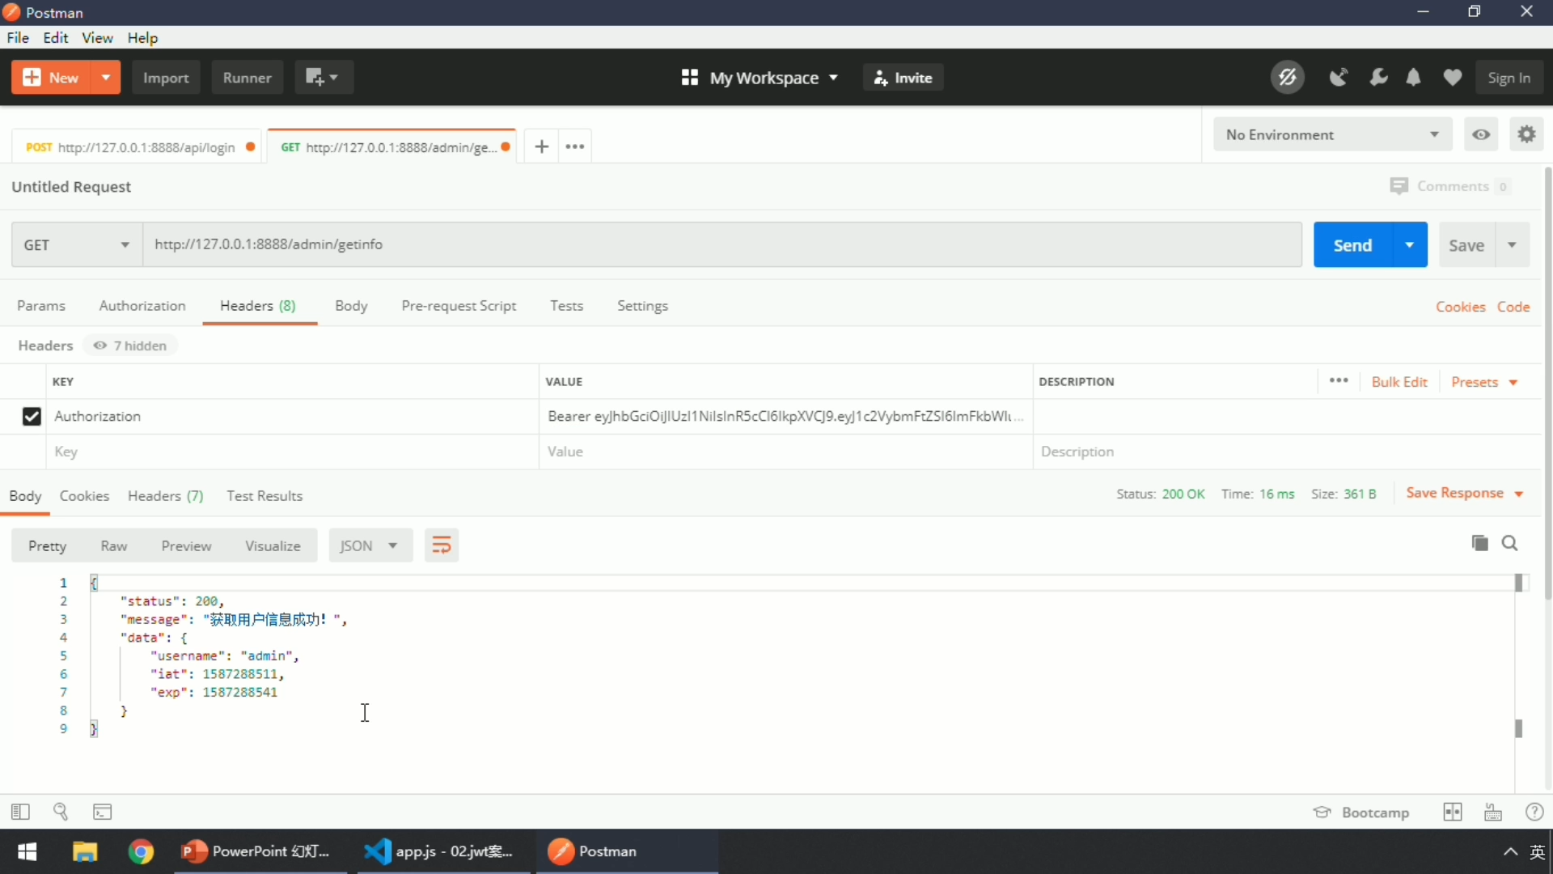 Postman
File Edit View Help
New Import Runner My Workspace Invite Sign In
POST http://127.0.0.1:8888/api/login GET http://127.0.0.1:8888/admin/ge... No Environment
Untitled Request Comments 0
GET http://127.0.0.1:8888/admin/getinfo Send Save
Params Authorization Headers (8) Body Pre-request Script Tests Settings Cookies Code
Headers 7 hidden
KEY VALUE DESCRIPTION ••• Bulk Edit Presets
Authorization Bearer
Key Value Description
Body Cookies Headers (7) Test Results Status: 200 OK Time: 16 ms Size: 361 B Save Response
Pretty Raw Preview Visualize JSON
1 {
2 "status": 200,
3 "message": "获取用户信息成功！",
4 "data": {
5 "username": "admin",
6 "iat": 1587288511,
7 "exp": 1587288541
8 }
9 }
Bootcamp
PowerPoint 幻灯... app.js - 02.jwt案... Postman 英